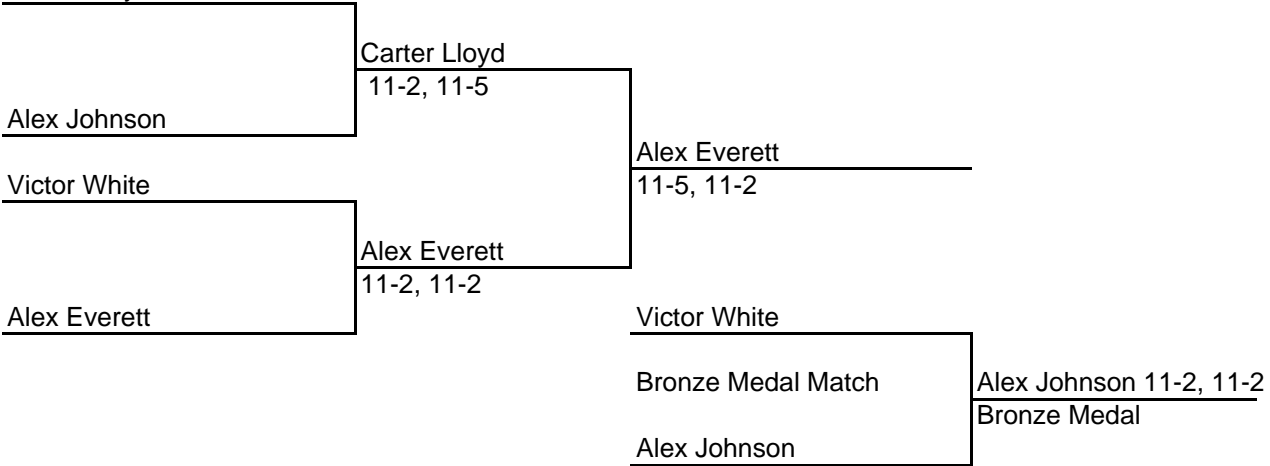 Carter Lloyd
11-2, 11-5
Alex Johnson
Alex Everett
Victor White
11-5, 11-2
Alex Everett
11-2, 11-2
Alex Everett
Victor White
Bronze Medal Match
Alex Johnson 11-2, 11-2
Bronze Medal
Alex Johnson